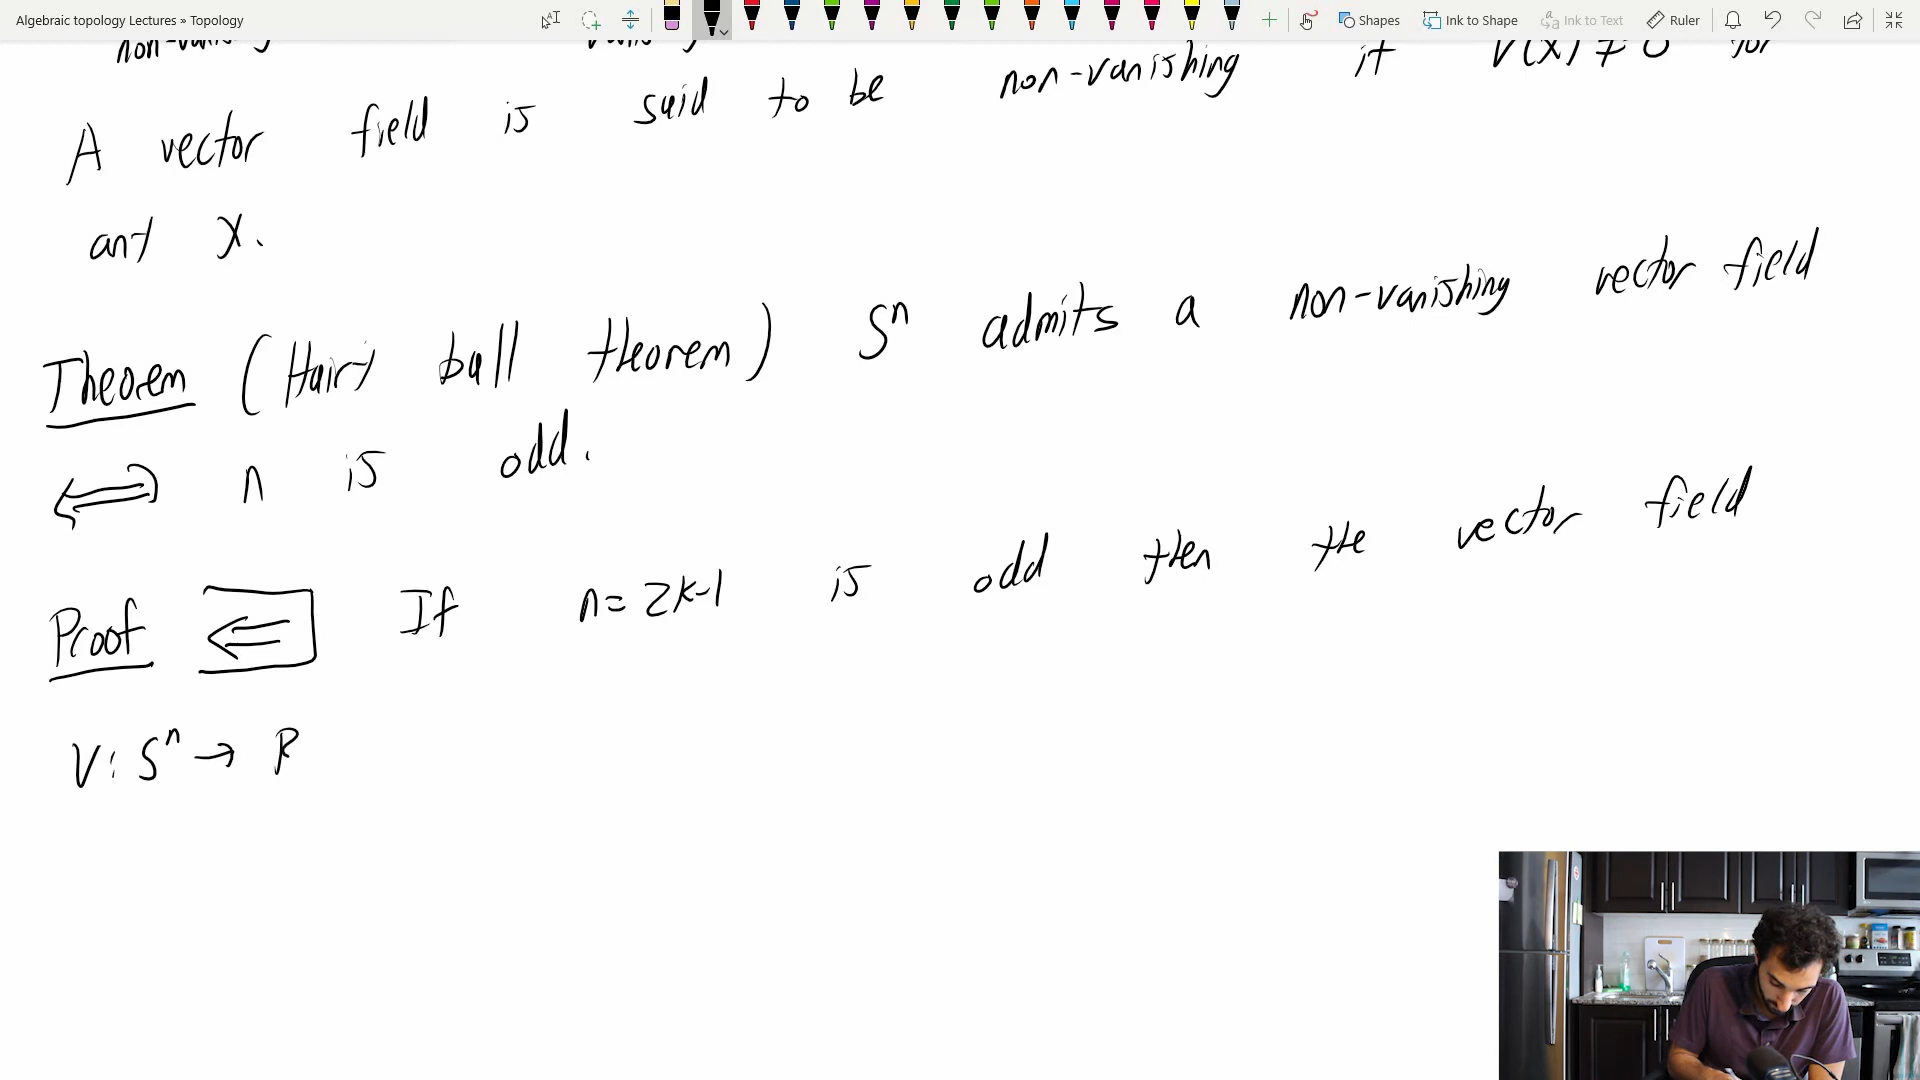 Algebraic topology Lectures » Topology
Shapes
Ink to Shape
Ink to Text
Ruler
non-vanishing if V(x) ≠ 0 for
A vector field is said to be
any x.
Theorem (Hairy ball theorem) Sⁿ admits a non-vanishing vector field
⟺ n is odd.
Proof ⟸ If n = 2k-1 is odd then the vector field
V: Sⁿ → R